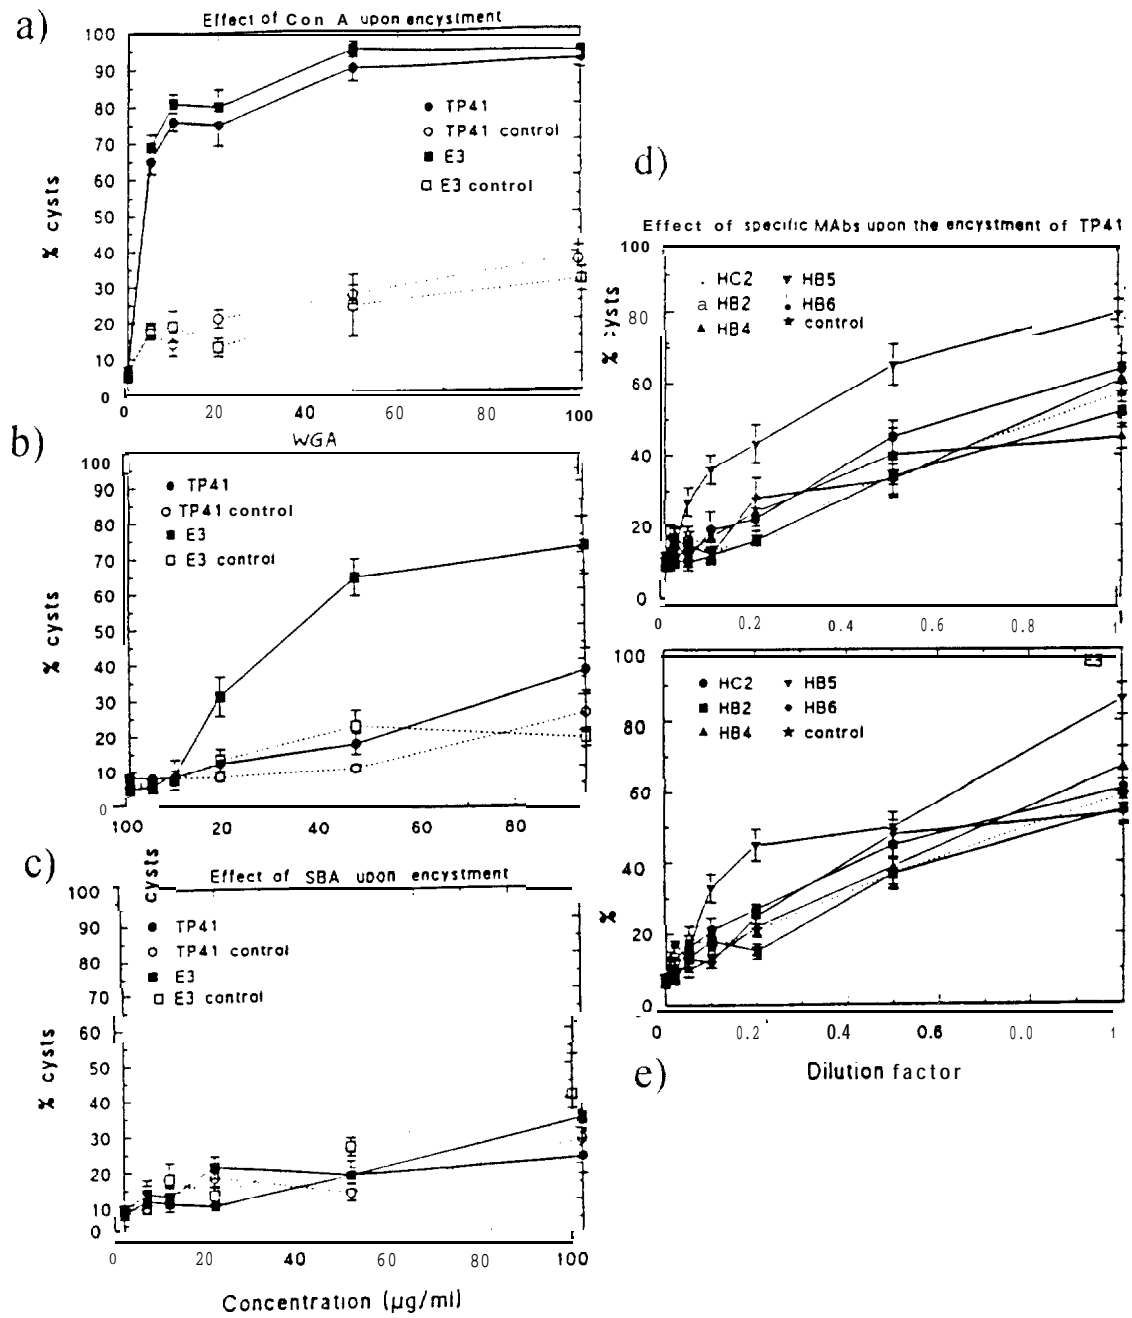 a)
Effect of Con A upon encystment
100
90
80
70
60
50
40
30
20
10
0
% cysts
TP41
TP41 control
E3
E3 control
0 20 40 60 80 100
WGA
b)
100
90
80
70
60
50
40
30
20
10
0
% cysts
TP41
TP41 control
E3
E3 control
100 20 40 60 80
c)
Effect of SBA upon encystment
cysts
100
90
80
70
60
50
40
30
20
10
0
% cysts
TP41
TP41 control
E3
E3 control
0 20 40 60 80 100
Concentration (µg/ml)
d)
Effect of specific MAbs upon the encystment of TP41
100
80
60
40
20
0
% cysts
HC2 HB5
a HB2 HB6
HB4 control
0 0.2 0.4 0.6 0.8 1
100
80
60
40
20
0
%
E3
HC2 HB5
HB2 HB6
HB4 control
0 0.2 0.4 0.6 0.0 1
e)
Dilution factor